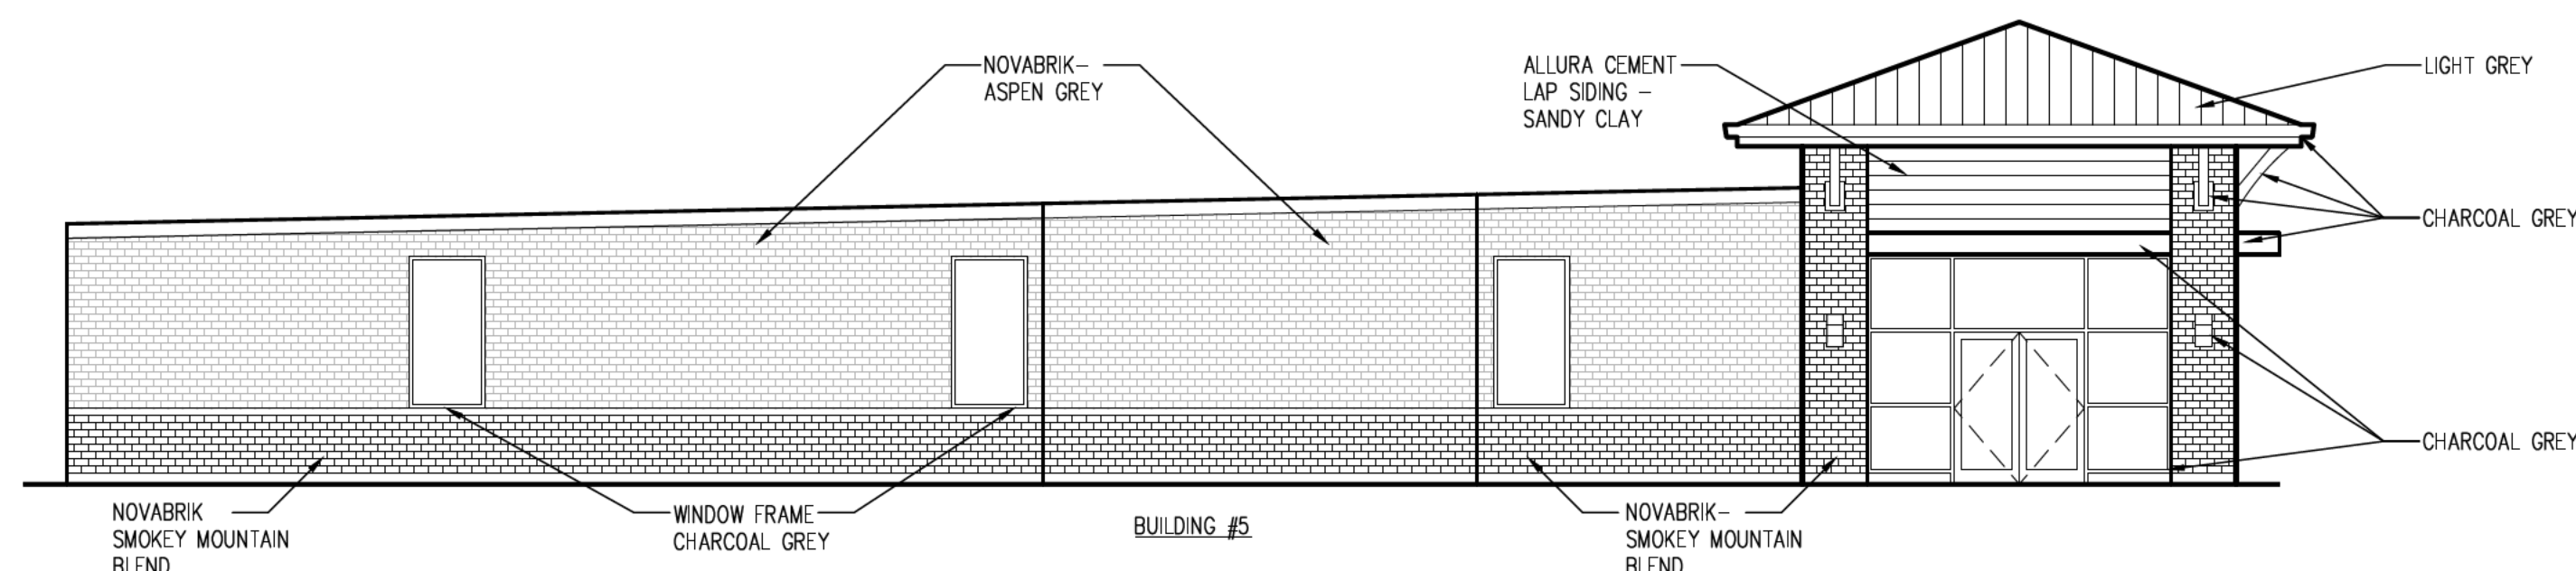 NOVABRIK–
ASPEN GREY
ALLURA CEMENT
LAP SIDING –
SANDY CLAY
LIGHT GREY
CHARCOAL GREY
CHARCOAL GREY
NOVABRIK
SMOKEY MOUNTAIN
BLEND
WINDOW FRAME
CHARCOAL GREY
BUILDING #5
NOVABRIK–
SMOKEY MOUNTAIN
BLEND